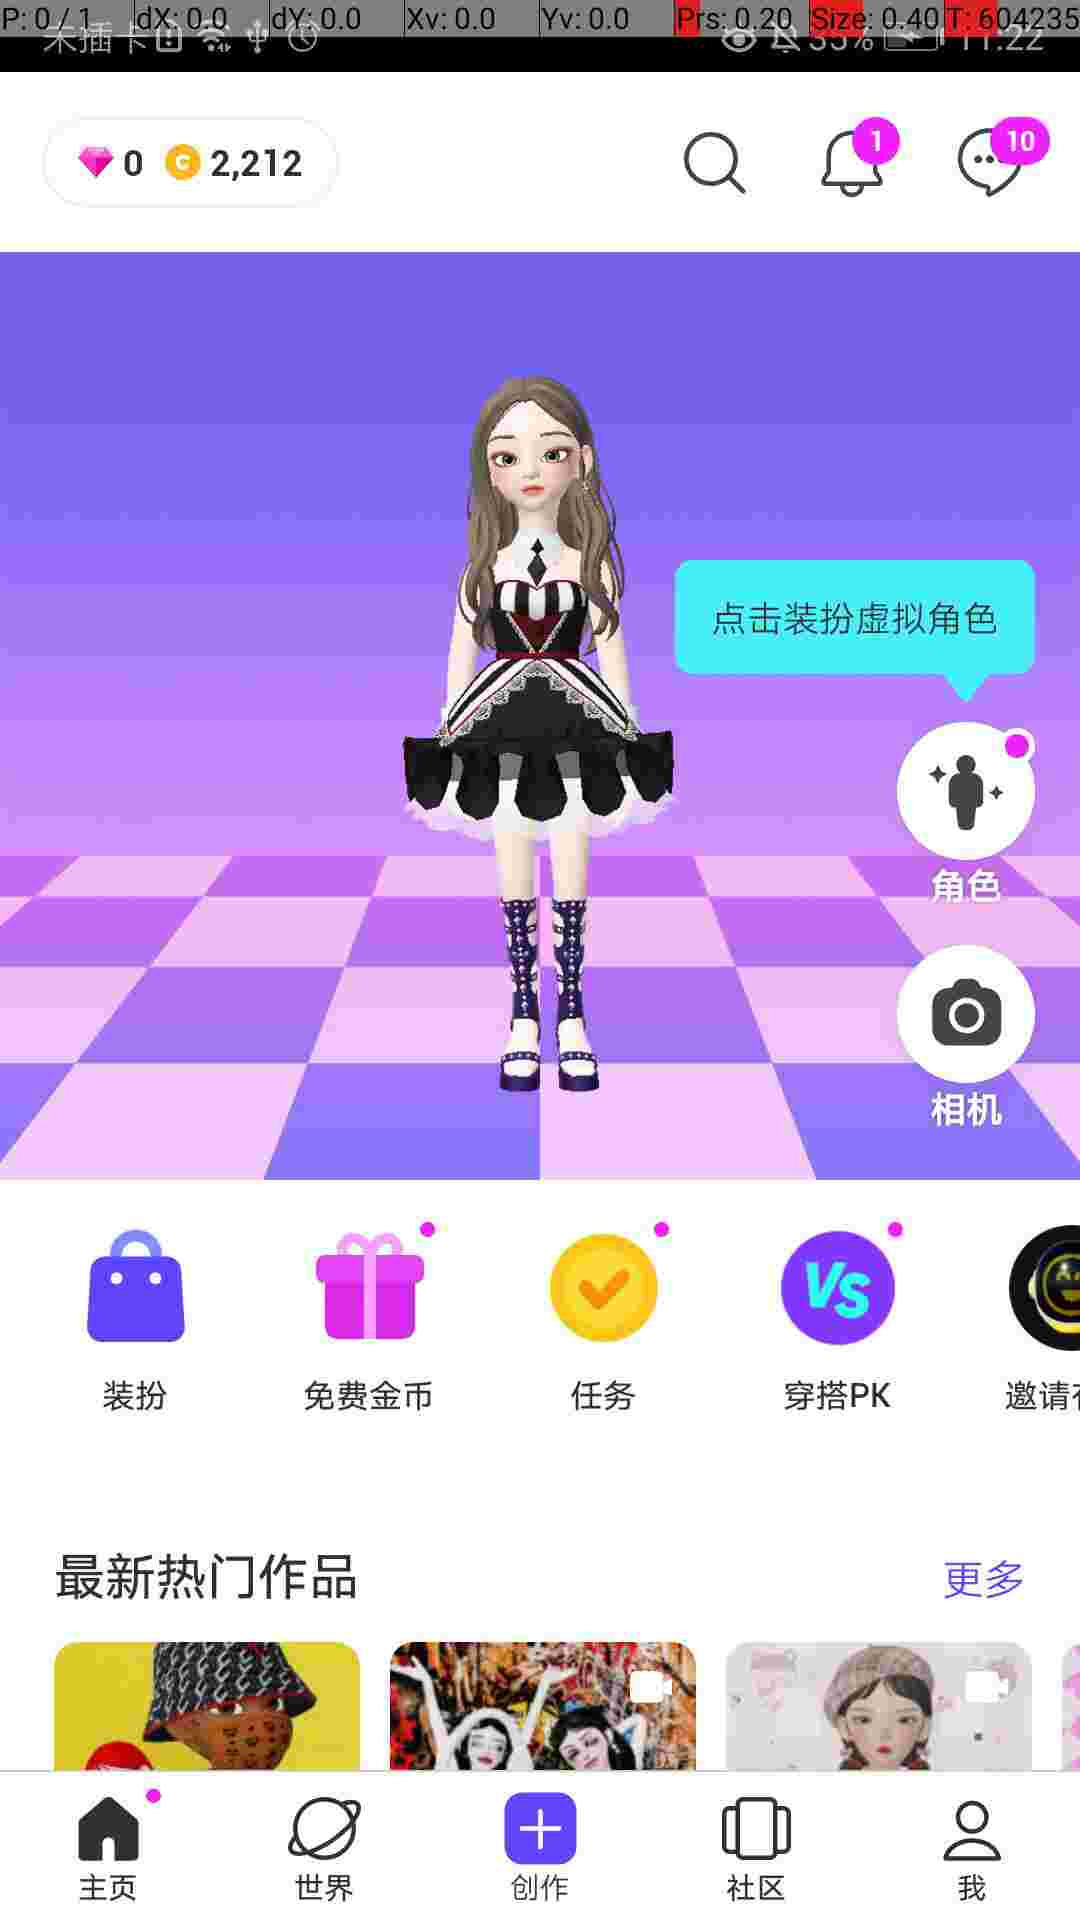 P: 0 / 1 dX: 0.0 dY: 0.0 Xv: 0.0 Yv: 0.0 Prs: 0.20 Size: 0.40 T: 604235
未插卡 35% 11:22
0 C 2,212 1 10
点击装扮虚拟角色
角色
相机
VS
装扮 免费金币 任务 穿搭PK 邀请
最新热门作品 更多
主页 世界 创作 社区 我